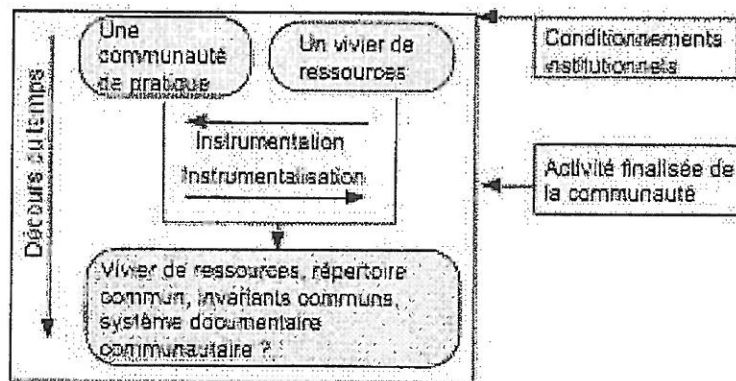 Une
communauté
de pratique
Un vivier de
ressources
Conditionnements
institutionnels
Décours du temps
Instrumentation
Instrumentalisation
Activité finalisée de
la communauté
Vivier de ressources, répertoire
commun, invariants communs,
système documentaire
communautaire ?